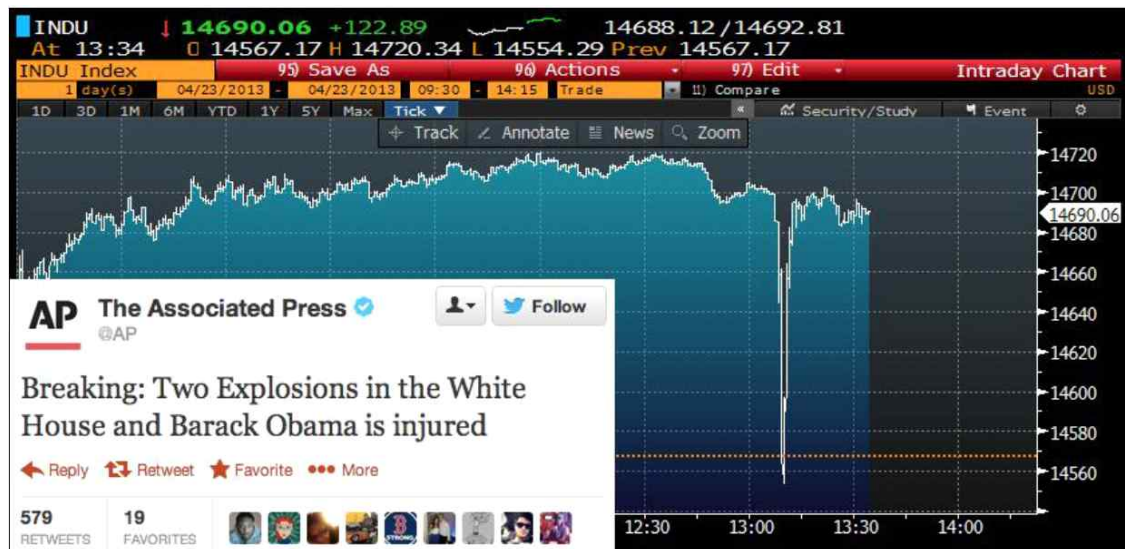 INDU ↓ 14690.06 +122.89 14688.12/14692.81
At 13:34 O 14567.17 H 14720.34 L 14554.29 Prev 14567.17
INDU Index 95) Save As 96) Actions 97) Edit Intraday Chart
1 day(s) 04/23/2013 - 04/23/2013 09:30 - 14:15 Trade 11) Compare USD
1D 3D 1M 6M YTD 1Y 5Y Max Tick ▼ « Security/Study Event
Track Annotate News Zoom
14720
14700
14690.06
14680
14660
14640
14620
14600
14580
14560
12:30 13:00 13:30 14:00
AP The Associated Press
@AP
Follow
Breaking: Two Explosions in the White
House and Barack Obama is injured
Reply Retweet Favorite More
579 19
RETWEETS FAVORITES
B
STRONG